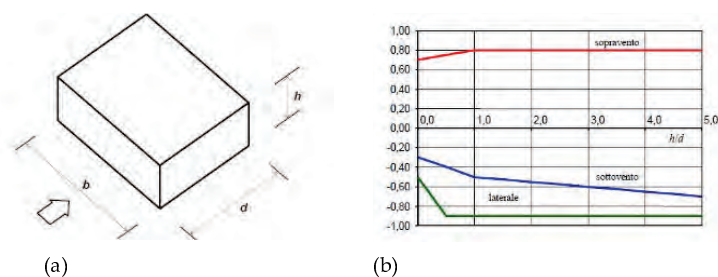 h
b
d
1,00
0,80
0,60
0,40
0,20
0,00
-0,20
-0,40
-0,60
-0,80
-1,00
sopravento
0,0 1,0 2,0 3,0 4,0 5,0
h/d
sottovento
laterale
(a) (b)